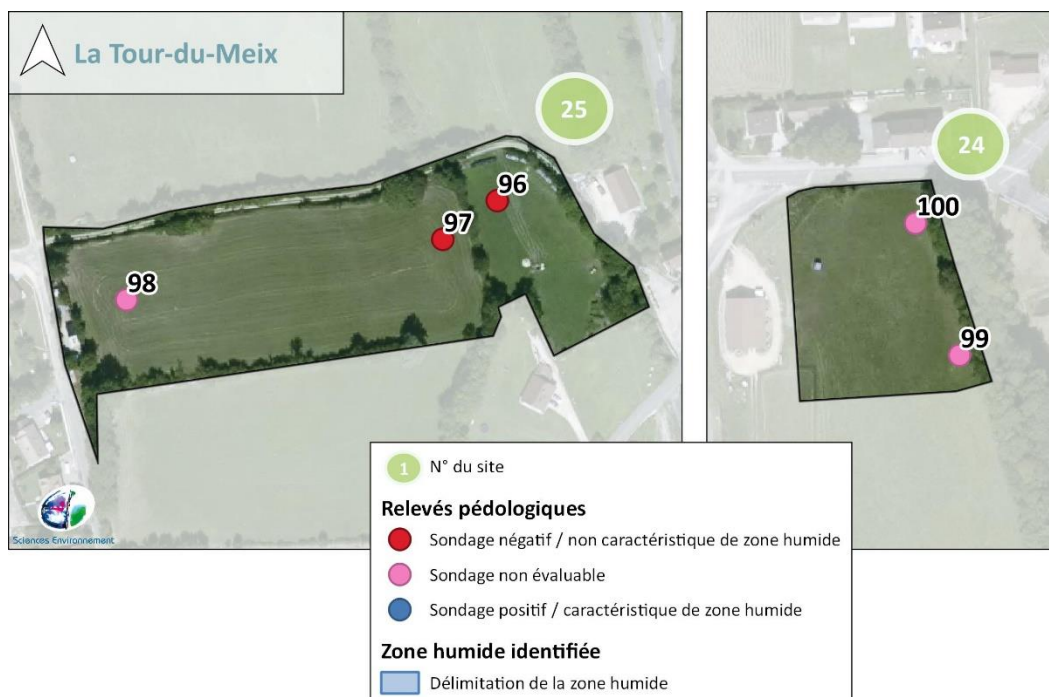 La Tour-du-Meix
25
96
97
98
24
100
99
1 N° du site
Relevés pédologiques
Sondage négatif / non caractéristique de zone humide
Sondage non évaluable
Sondage positif / caractéristique de zone humide
Zone humide identifiée
Délimitation de la zone humide
Sciences Environnement